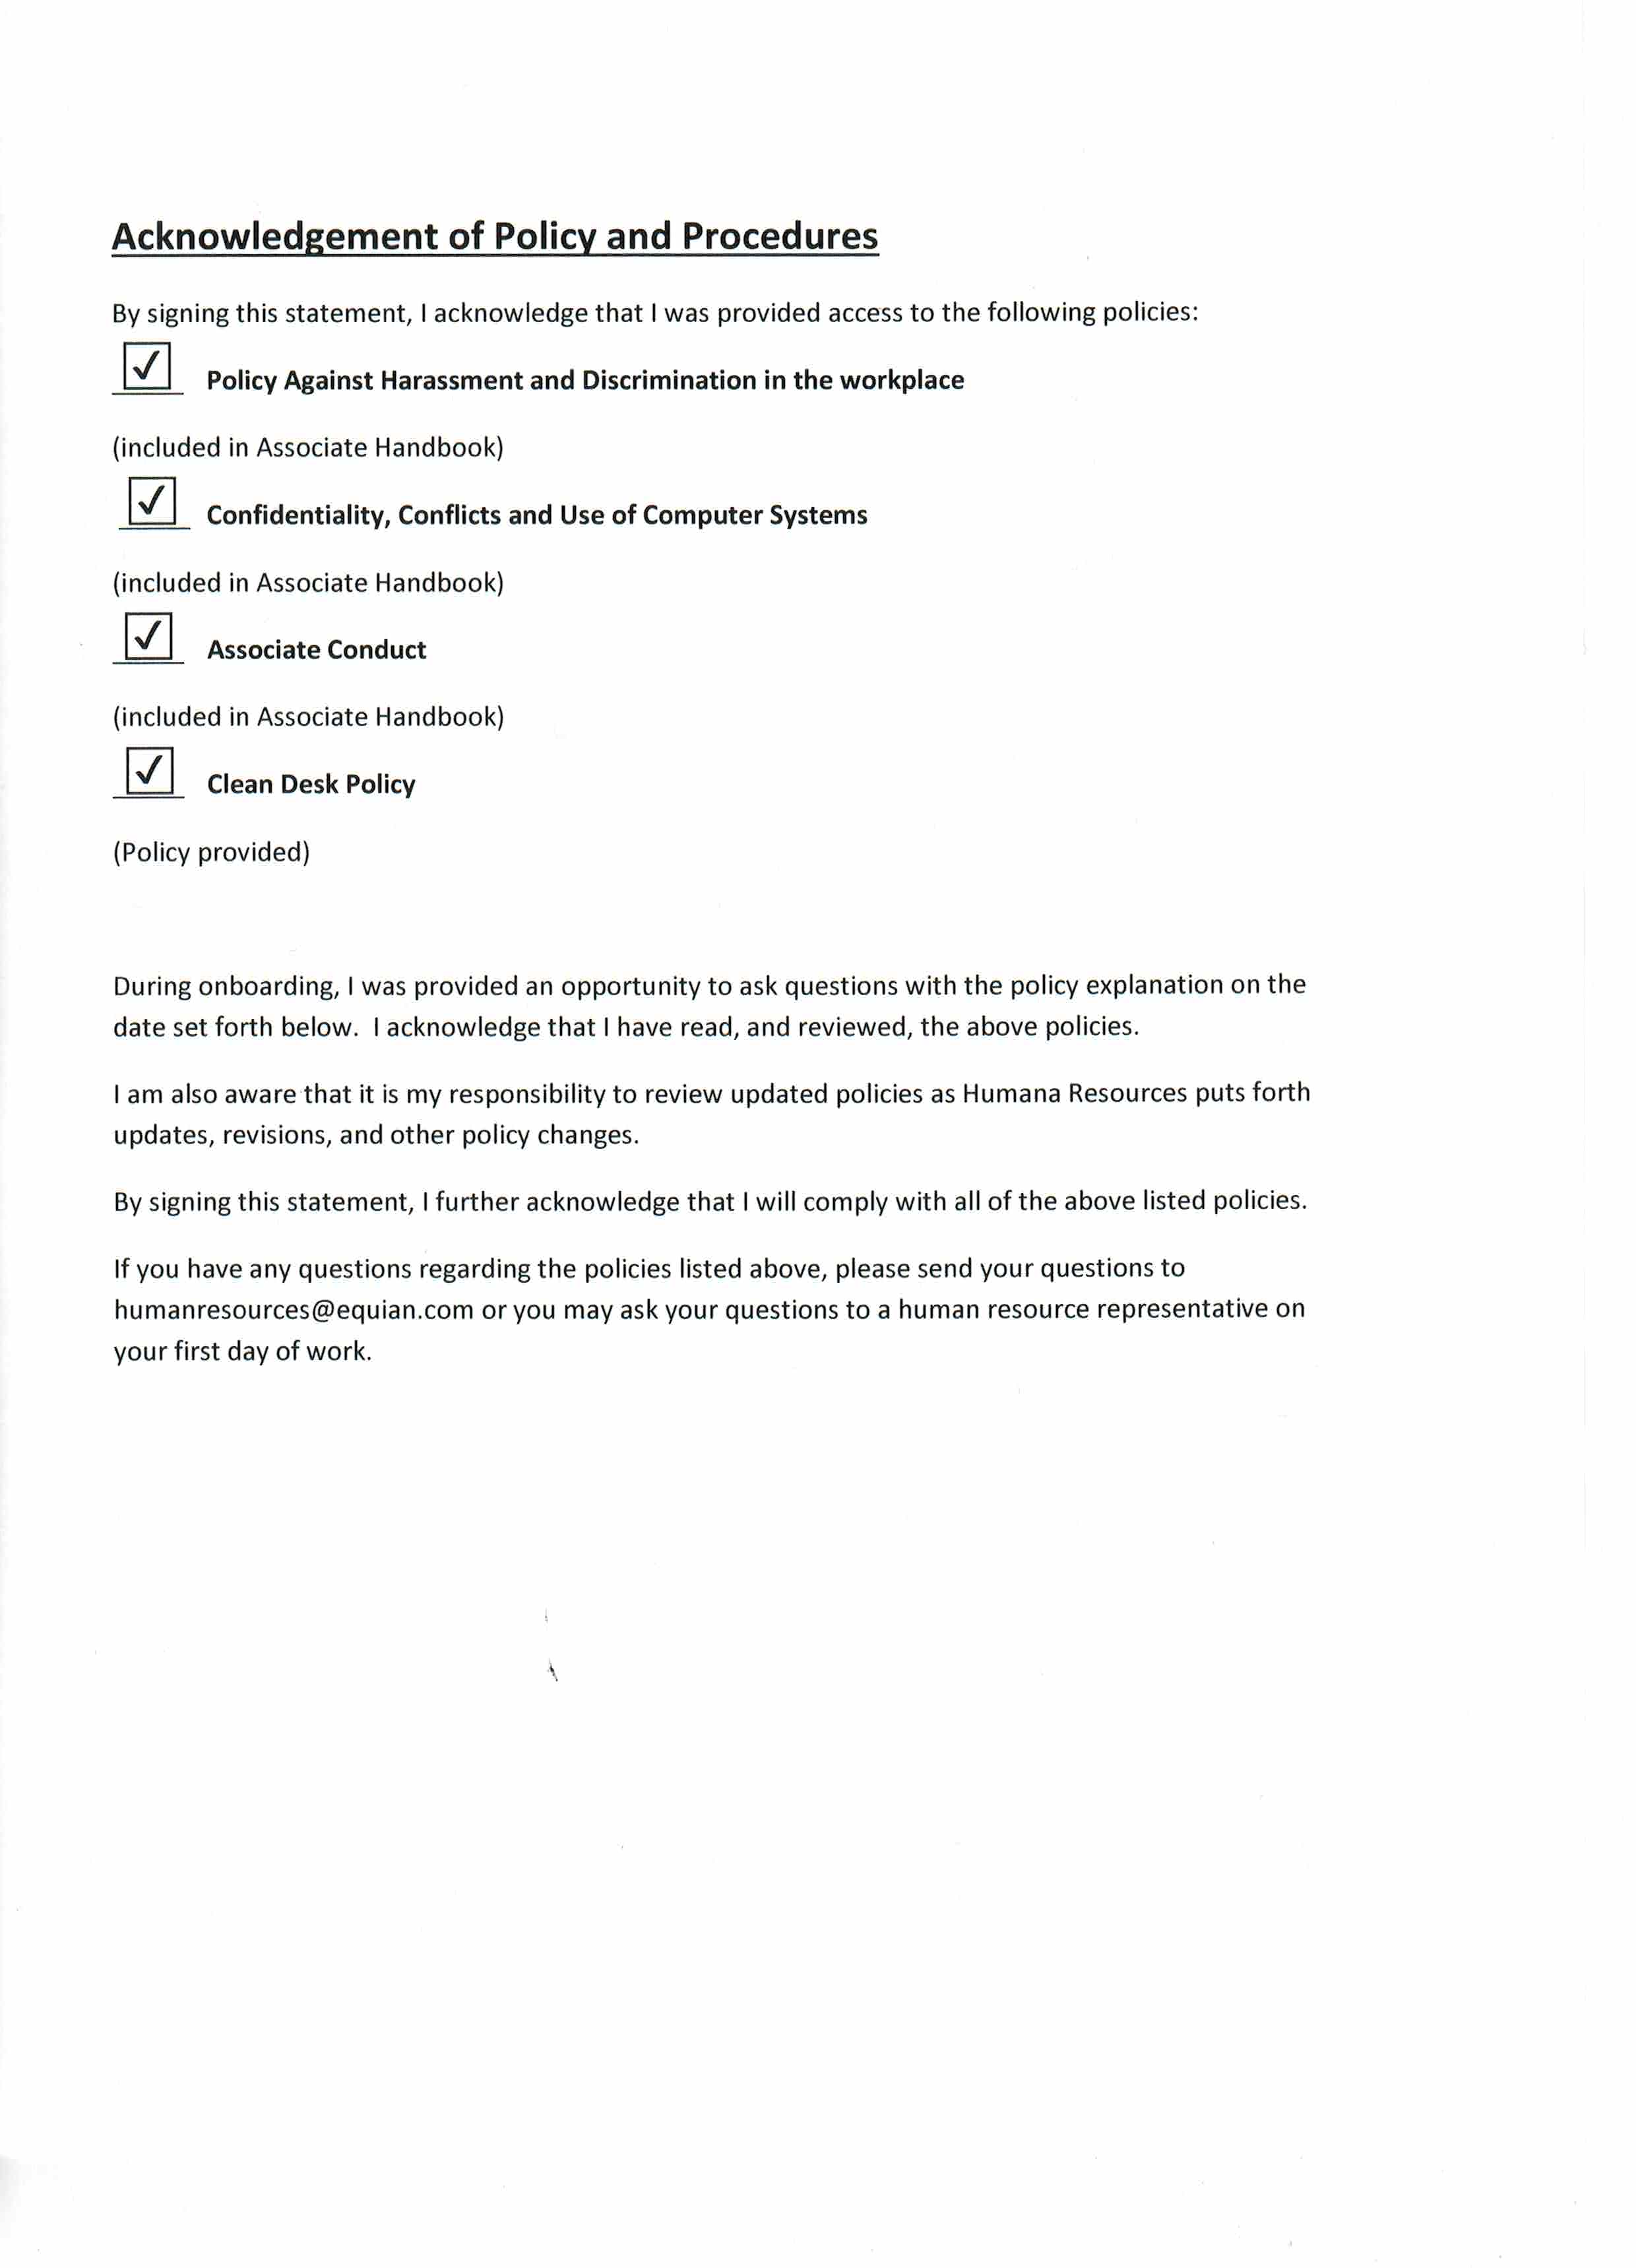 Acknowledgement of Policy and Procedures
By signing this statement, I acknowledge that I was provided access to the following policies:
✓ Policy Against Harassment and Discrimination in the workplace
(included in Associate Handbook)
✓ Confidentiality, Conflicts and Use of Computer Systems
(included in Associate Handbook)
✓ Associate Conduct
(included in Associate Handbook)
✓ Clean Desk Policy
(Policy provided)
During onboarding, I was provided an opportunity to ask questions with the policy explanation on the
date set forth below.  I acknowledge that I have read, and reviewed, the above policies.
I am also aware that it is my responsibility to review updated policies as Humana Resources puts forth
updates, revisions, and other policy changes.
By signing this statement, I further acknowledge that I will comply with all of the above listed policies.
If you have any questions regarding the policies listed above, please send your questions to
humanresources@equian.com or you may ask your questions to a human resource representative on
your first day of work.